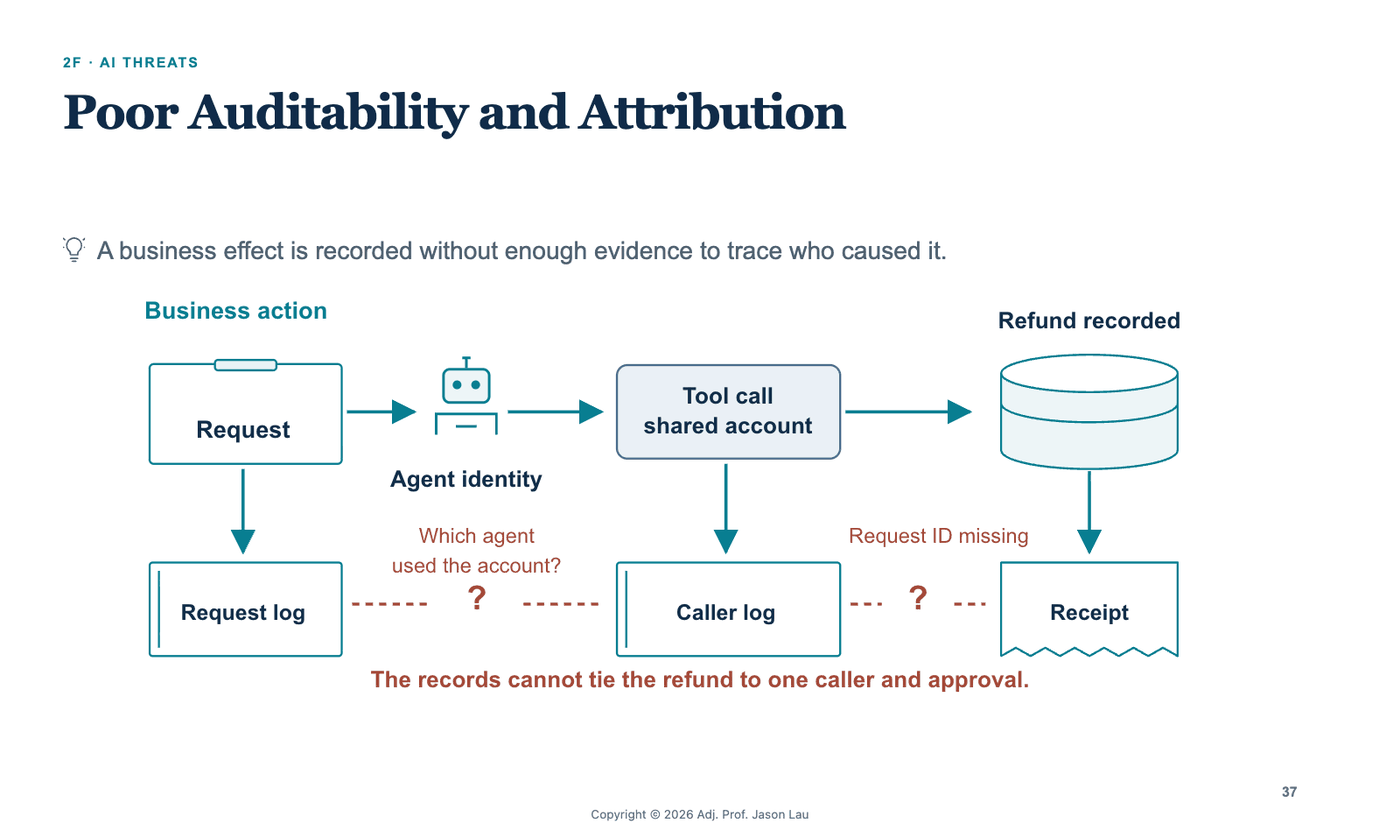 2F · AI THREATS
Poor Auditability and Attribution
A business effect is recorded without enough evidence to trace who caused it.
Business action
Refund recorded
Request
Tool call
shared account
Agent identity
Which agent
used the account?
Request ID missing
?
?
Request log
Caller log
Receipt
The records cannot tie the refund to one caller and approval.
37
Copyright © 2026 Adj. Prof. Jason Lau